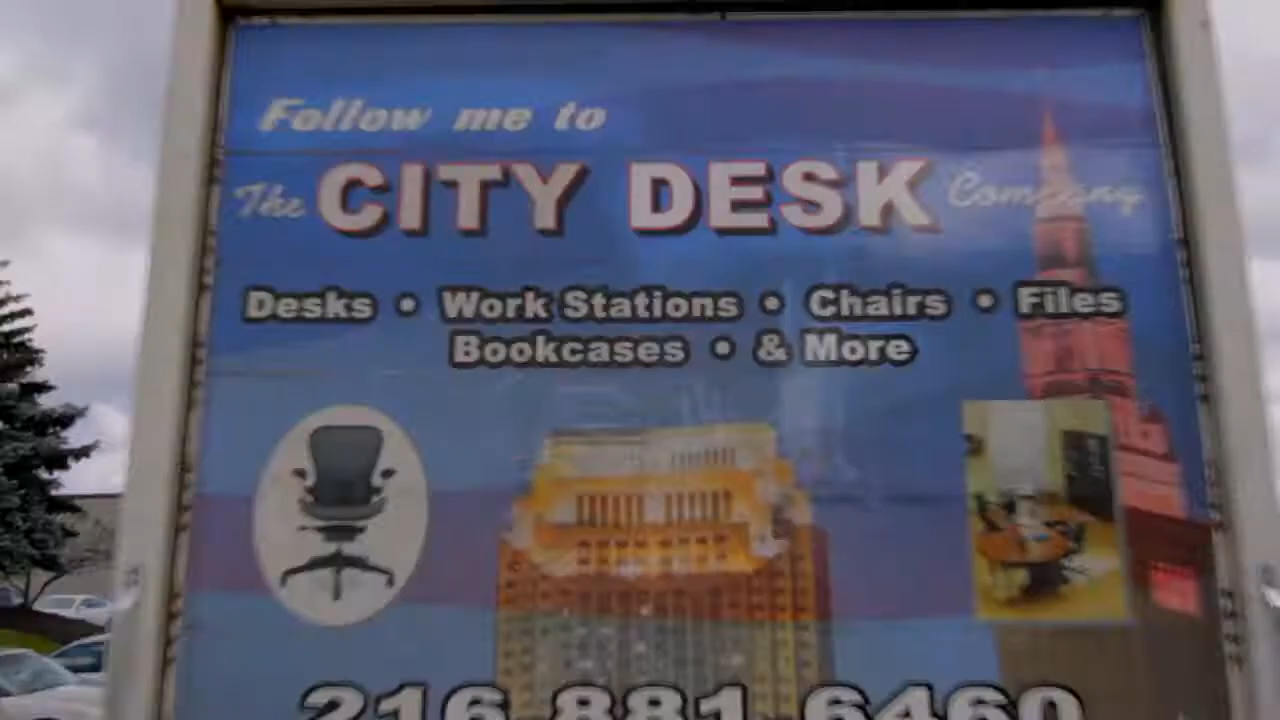 Follow me to
The CITY DESK Company
Desks • Work Stations • Chairs • Files
Bookcases • & More
216-881-6460